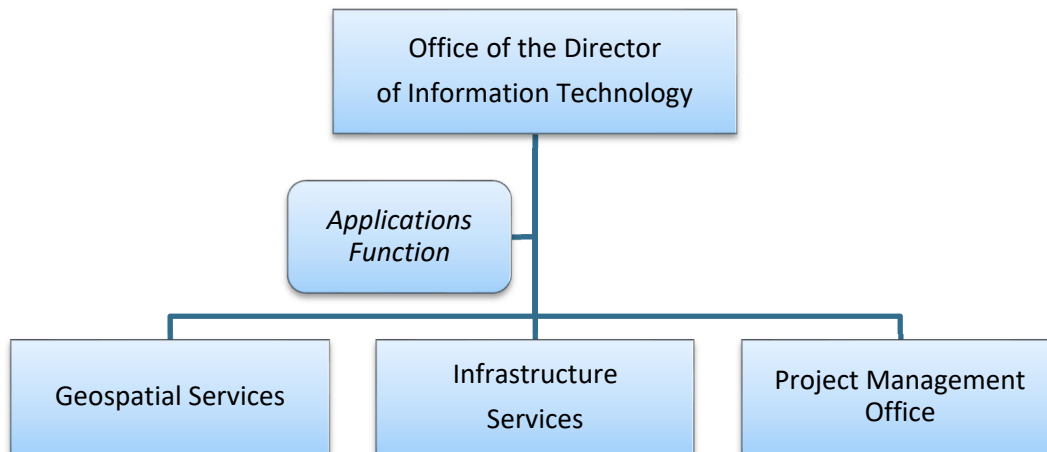 Office of the Director
of Information Technology
Applications
Function
Geospatial Services
Infrastructure
Services
Project Management
Office